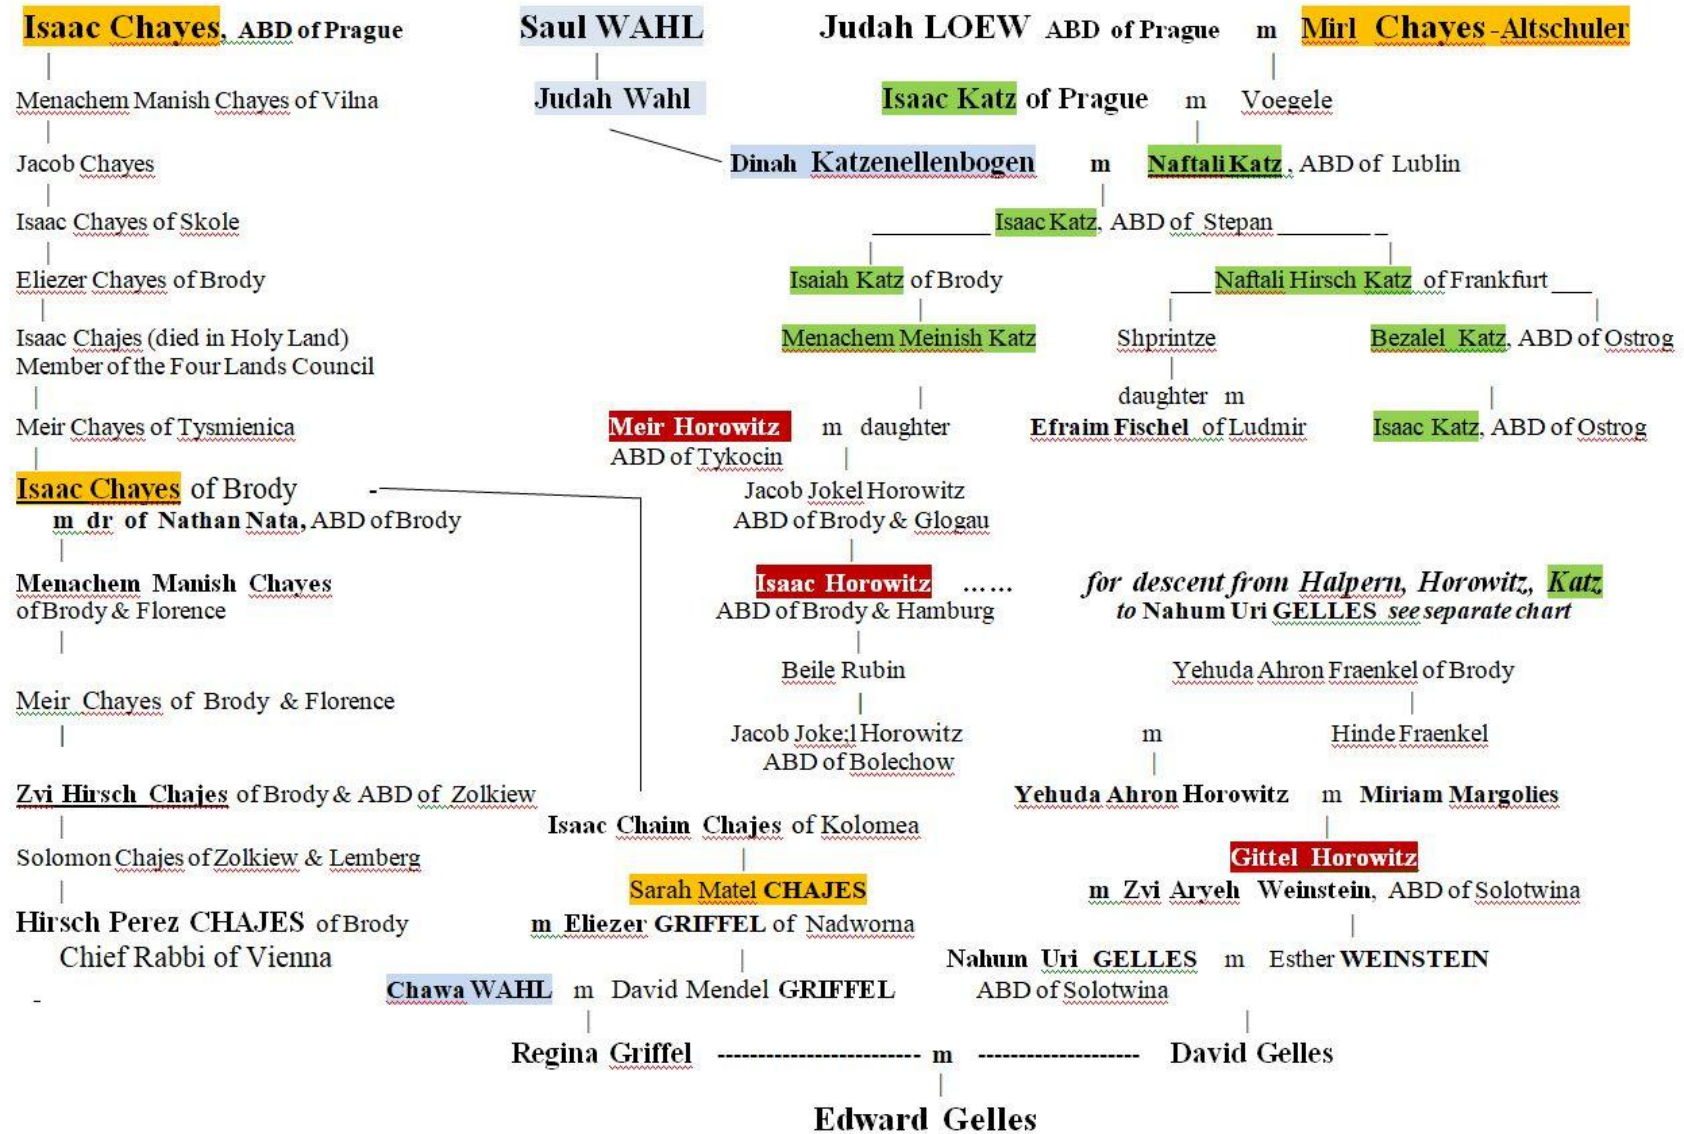 Isaac Chayes, ABD of Prague
Saul WAHL
Judah LOEW ABD of Prague m Mirl Chayes-Altschuler
Menachem Manish Chayes of Vilna
Judah Wahl
Isaac Katz of Prague m Voegele
Jacob Chayes
Dinah Katzenellenbogen m Naftali Katz, ABD of Lublin
Isaac Chayes of Skole
Isaac Katz, ABD of Stepan
Eliezer Chayes of Brody
Isaiah Katz of Brody
Naftali Hirsch Katz of Frankfurt
Isaac Chajes (died in Holy Land)
Member of the Four Lands Council
Menachem Meinish Katz
Shprintze
Bezalel Katz, ABD of Ostrog
Meir Chayes of Tysmienica
Meir Horowitz m daughter
ABD of Tykocin
daughter m
Efraim Fischel of Ludmir
Isaac Katz, ABD of Ostrog
Isaac Chayes of Brody -
m dr of Nathan Nata, ABD of Brody
Jacob Jokel Horowitz
ABD of Brody & Glogau
Menachem Manish Chayes
of Brody & Florence
Isaac Horowitz ……
ABD of Brody & Hamburg
for descent from Halpern, Horowitz, Katz
to Nahum Uri GELLES see separate chart
Meir Chayes of Brody & Florence
Beile Rubin
Yehuda Ahron Fraenkel of Brody
Jacob Joke;l Horowitz
ABD of Bolechow
m
Hinde Fraenkel
Zvi Hirsch Chajes of Brody & ABD of Zolkiew
Isaac Chaim Chajes of Kolomea
Yehuda Ahron Horowitz m Miriam Margolies
Solomon Chajes of Zolkiew & Lemberg
Sarah Matel CHAJES
m Eliezer GRIFFEL of Nadworna
Gittel Horowitz
m Zvi Aryeh Weinstein, ABD of Solotwina
Hirsch Perez CHAJES of Brody
Chief Rabbi of Vienna
-
Chawa WAHL m David Mendel GRIFFEL
Nahum Uri GELLES m Esther WEINSTEIN
ABD of Solotwina
Regina Griffel ------------------------- m -------------------- David Gelles
Edward Gelles